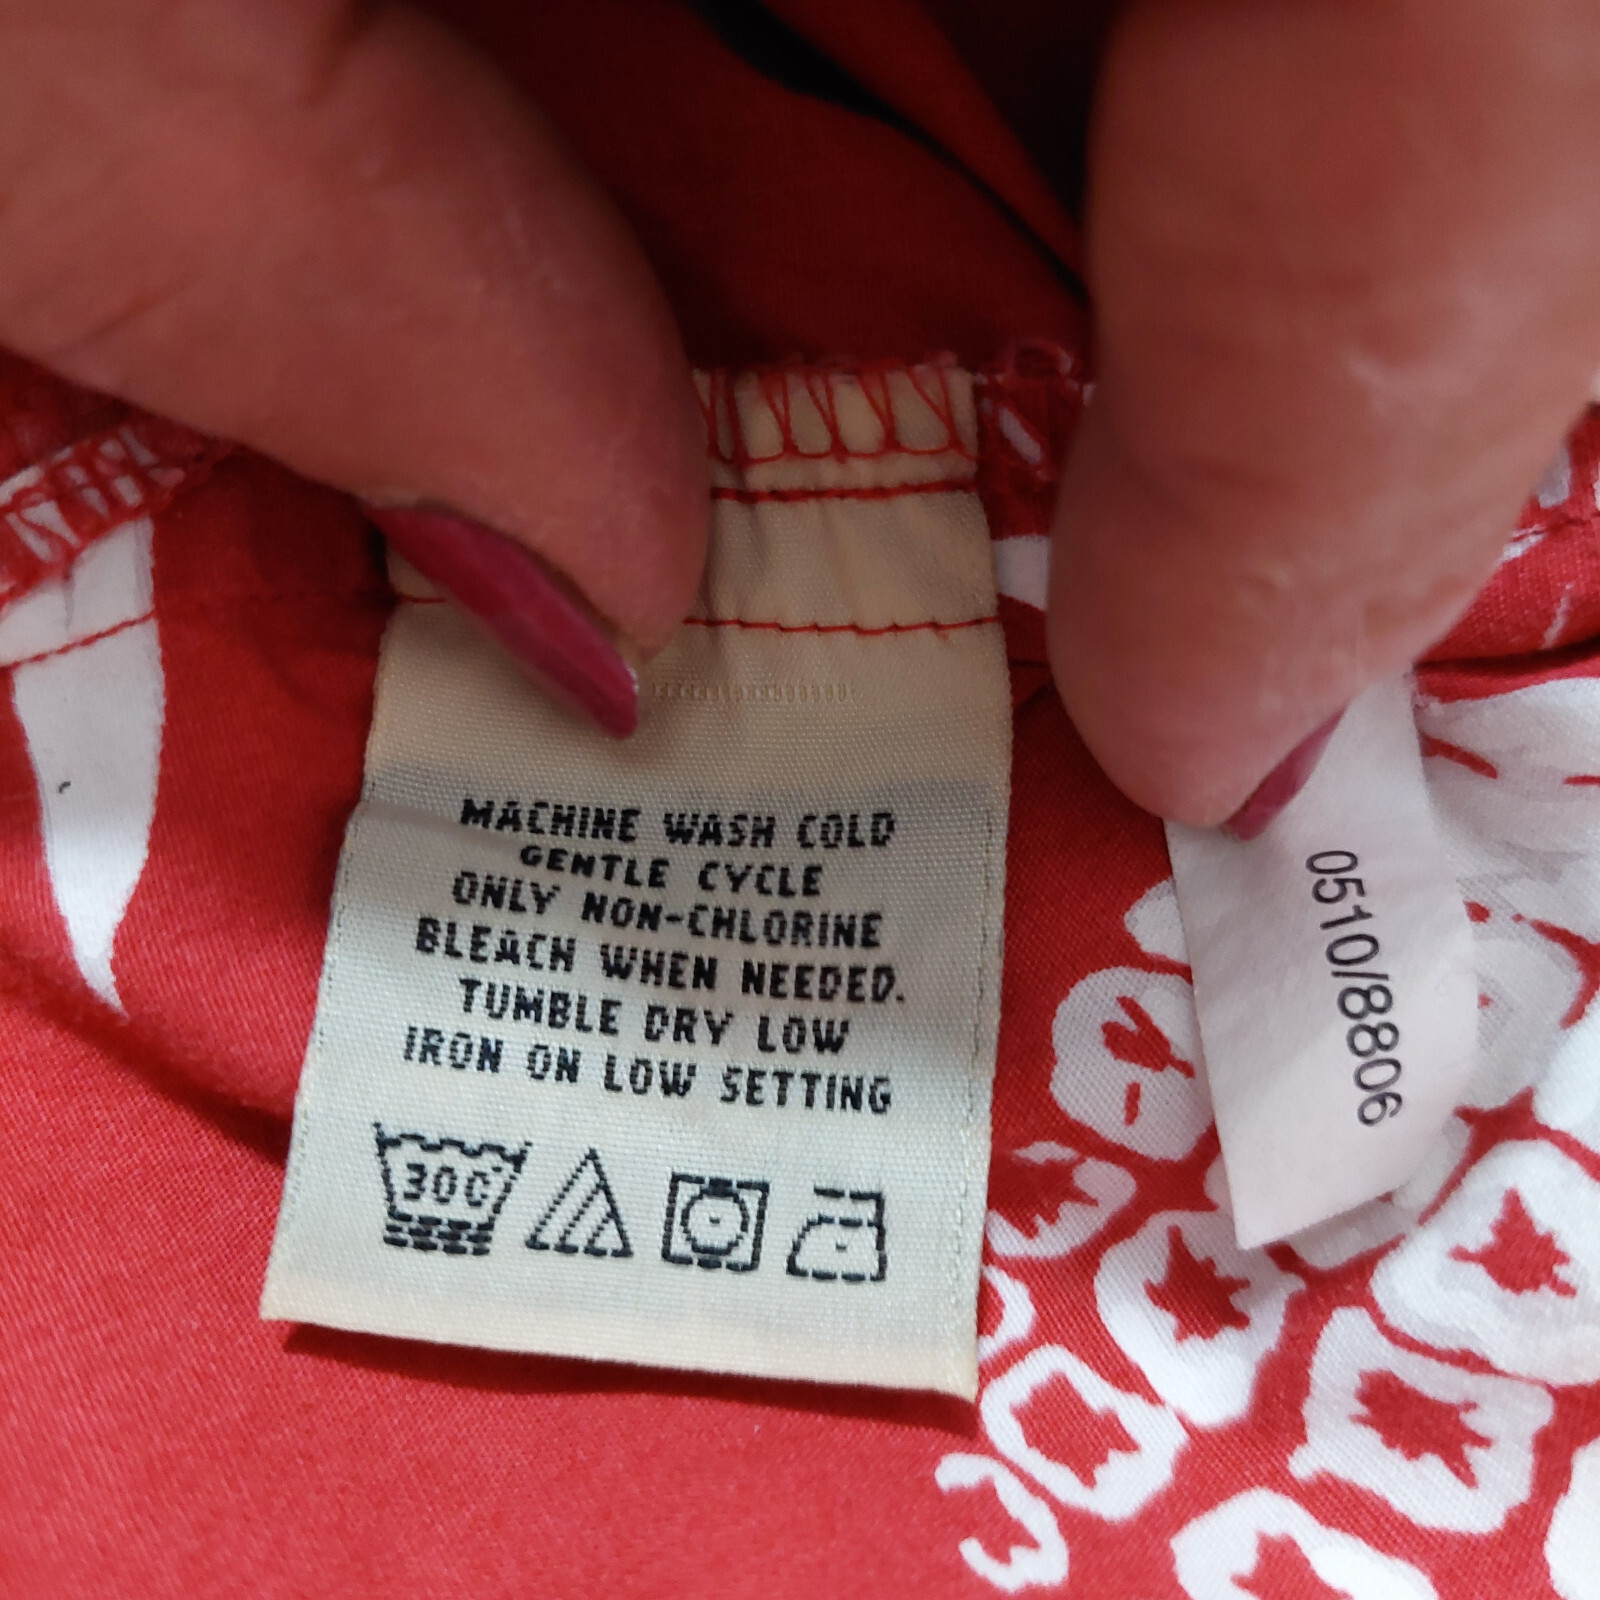 MACHINE WASH COLD
GENTLE CYCLE
ONLY NON-CHLORINE
BLEACH WHEN NEEDED.
TUMBLE DRY LOW
IRON ON LOW SETTING
30C
0510/8806